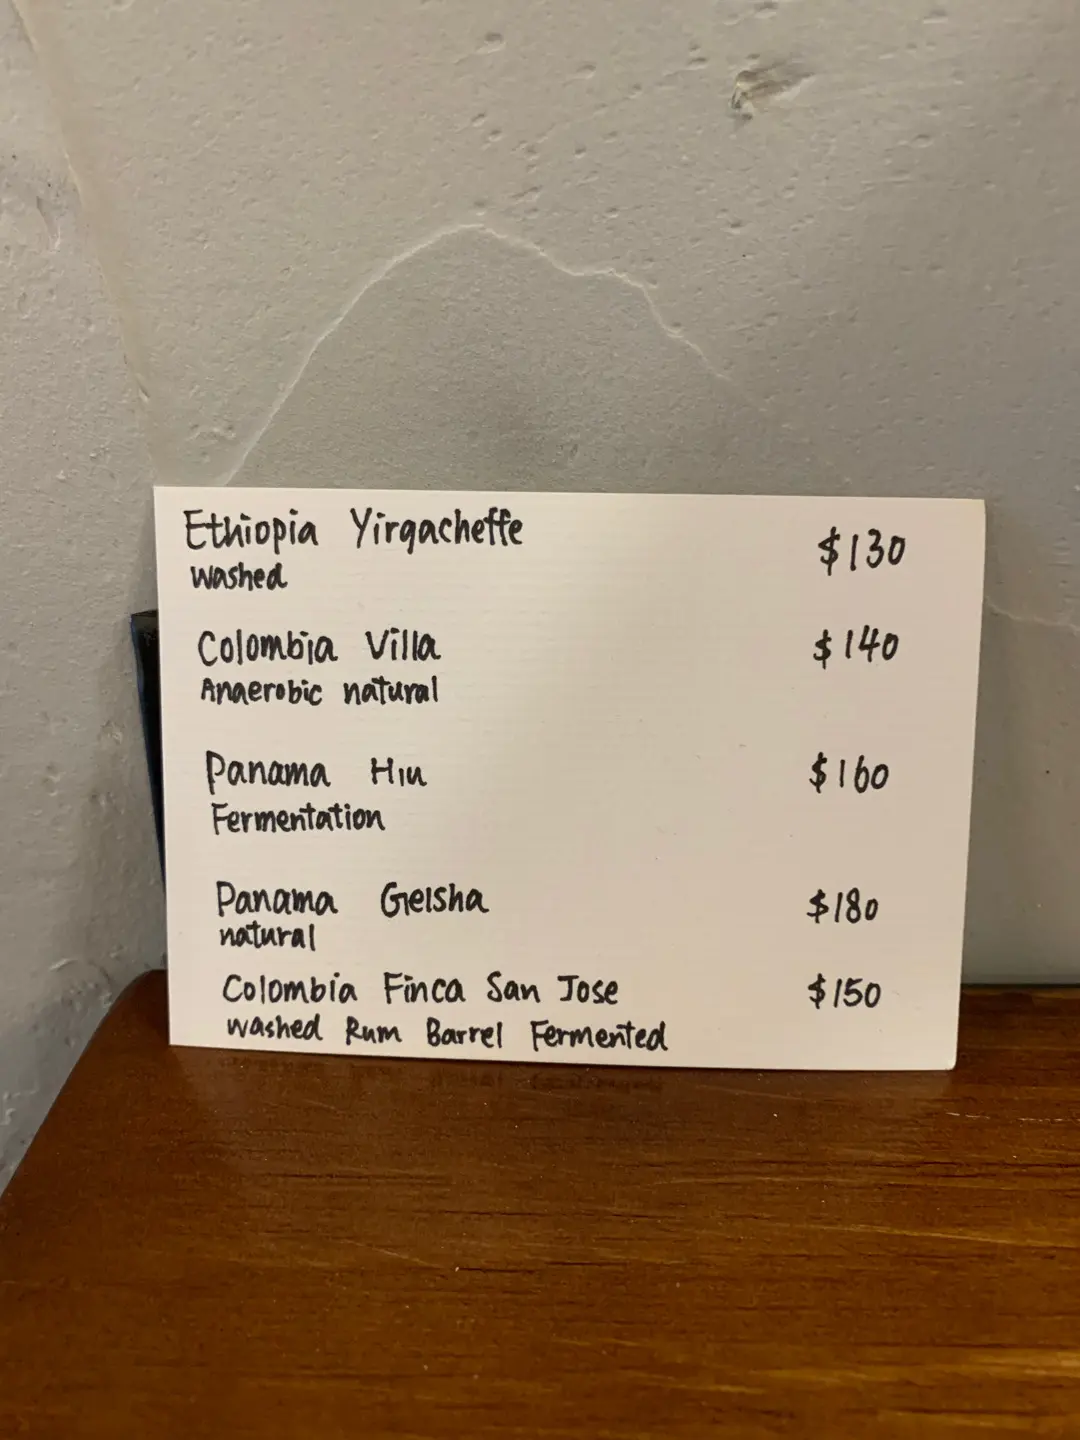 Ethiopia Yirgacheffe $130
washed
Colombia Villa $140
Anaerobic natural
Panama Hiu $160
Fermentation
Panama Geisha $180
natural
Colombia Finca San Jose $150
washed Rum Barrel Fermented